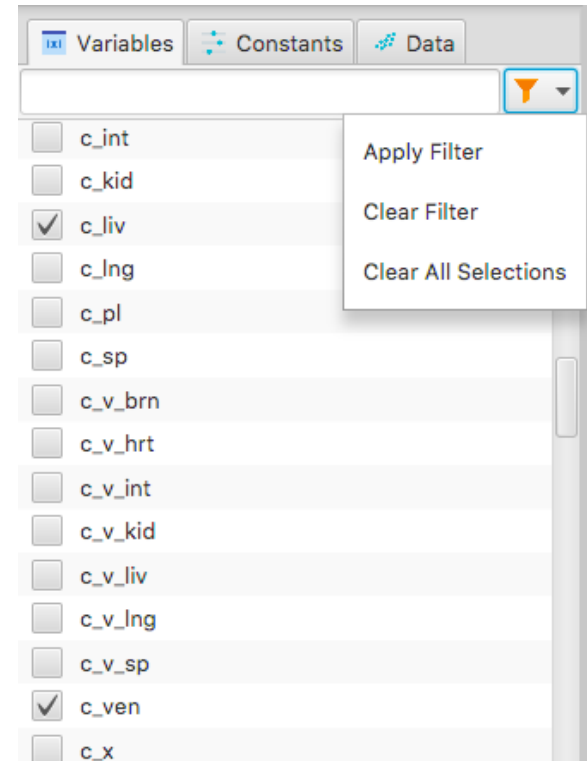 Variables Constants Data
c_int
Apply Filter
c_kid
Clear Filter
c_liv
Clear All Selections
c_lng
c_pl
c_sp
c_v_brn
c_v_hrt
c_v_int
c_v_kid
c_v_liv
c_v_lng
c_v_sp
c_ven
c_x